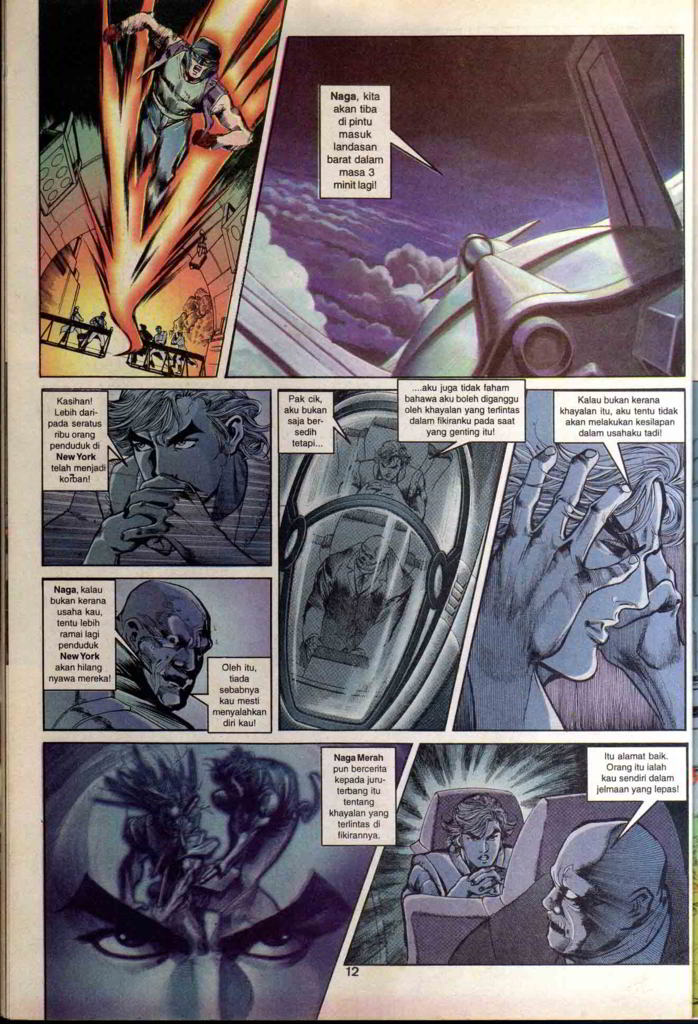 Naga, kita
akan tiba
di pintu
masuk
landasan
barat dalam
masa 3
minit lagi!
Kasihan!
Lebih dari-
pada seratus
ribu orang
penduduk di
New York
telah menjadi
korban!
Pak cik,
aku bukan
saja ber-
sedih
tetapi...
....aku juga tidak faham
bahawa aku boleh diganggu
oleh khayalan yang terlintas
dalam fikiranku pada saat
yang genting itu!
Kalau bukan kerana
khayalan itu, aku tentu tidak
akan melakukan kesilapan
dalam usahaku tadi!
Naga, kalau
bukan kerana
usaha kau,
tentu lebih
ramai lagi
penduduk
New York
akan hilang
nyawa mereka!
Oleh itu,
tiada
sebabnya
kau mesti
menyalahkan
diri kau!
Naga Merah
pun bercerita
kepada juru-
terbang itu
tentang
khayalan yang
terlintas di
fikirannya.
Itu alamat baik.
Orang itu ialah
kau sendiri dalam
jelmaan yang lepas!
12